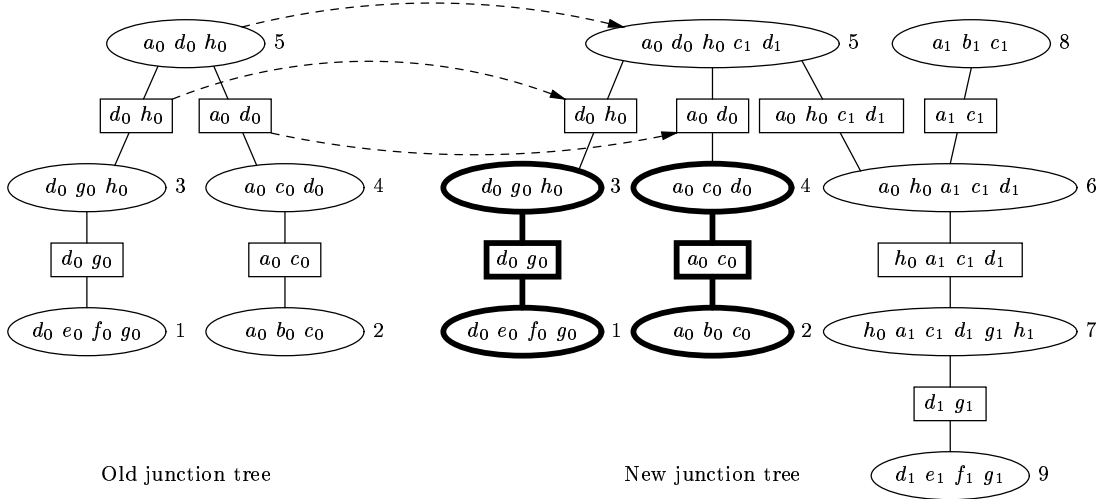 a₀ d₀ h₀ 5 a₀ d₀ h₀ c₁ d₁ 5 a₁ b₁ c₁ 8
d₀ h₀ a₀ d₀ d₀ h₀ a₀ d₀ a₀ h₀ c₁ d₁ a₁ c₁
d₀ g₀ h₀ 3 a₀ c₀ d₀ 4 d₀ g₀ h₀ 3 a₀ c₀ d₀ 4 a₀ h₀ a₁ c₁ d₁ 6
d₀ g₀ a₀ c₀ d₀ g₀ a₀ c₀ h₀ a₁ c₁ d₁
d₀ e₀ f₀ g₀ 1 a₀ b₀ c₀ 2 d₀ e₀ f₀ g₀ 1 a₀ b₀ c₀ 2 h₀ a₁ c₁ d₁ g₁ h₁ 7
d₁ g₁
Old junction tree New junction tree d₁ e₁ f₁ g₁ 9